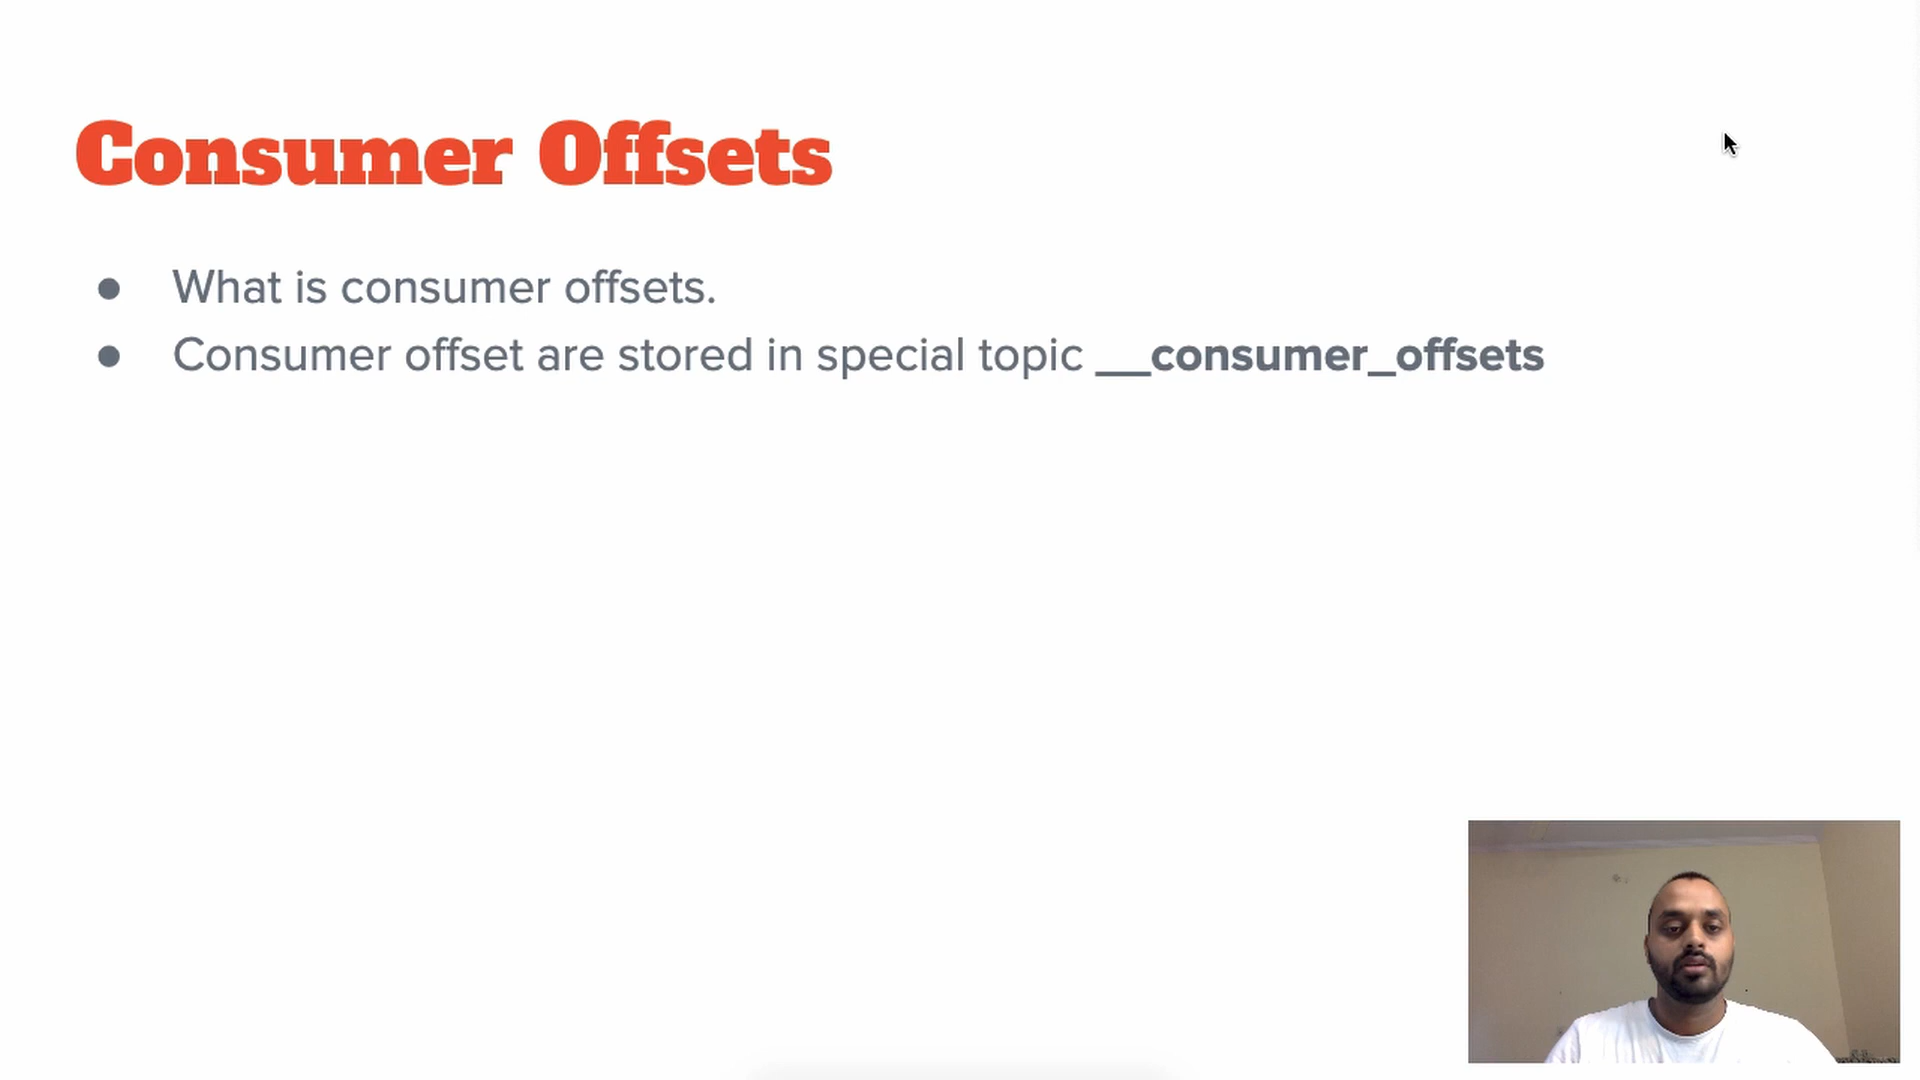 Consumer Offsets
● What is consumer offsets.
● Consumer offset are stored in special topic __consumer_offsets